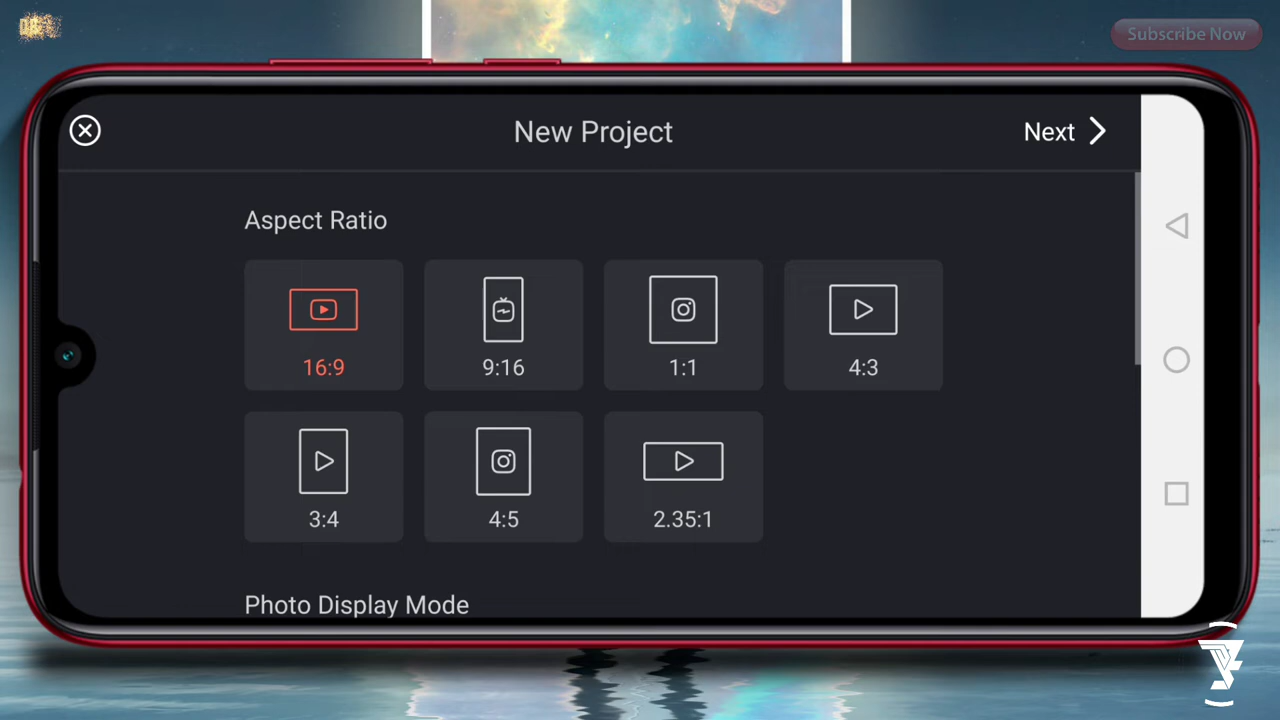 Subscribe Now
New Project
Next
Aspect Ratio
16:9
9:16
1:1
4:3
3:4
4:5
2.35:1
Photo Display Mode